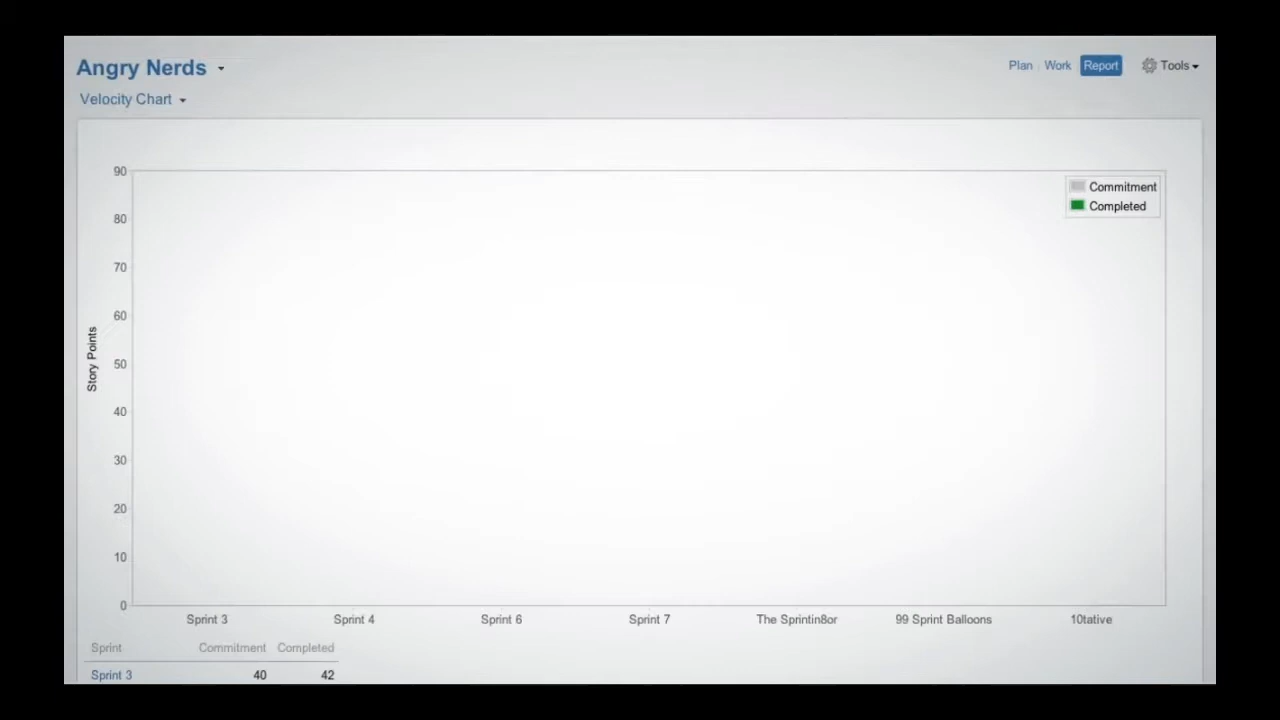 Angry Nerds
Plan Work Report Tools
Velocity Chart
90
80
70
60
50
40
30
20
10
0
Story Points
Commitment
Completed
Sprint 3 Sprint 4 Sprint 6 Sprint 7 The Sprintin8or 99 Sprint Balloons 10tative
Sprint Commitment Completed
Sprint 3 40 42